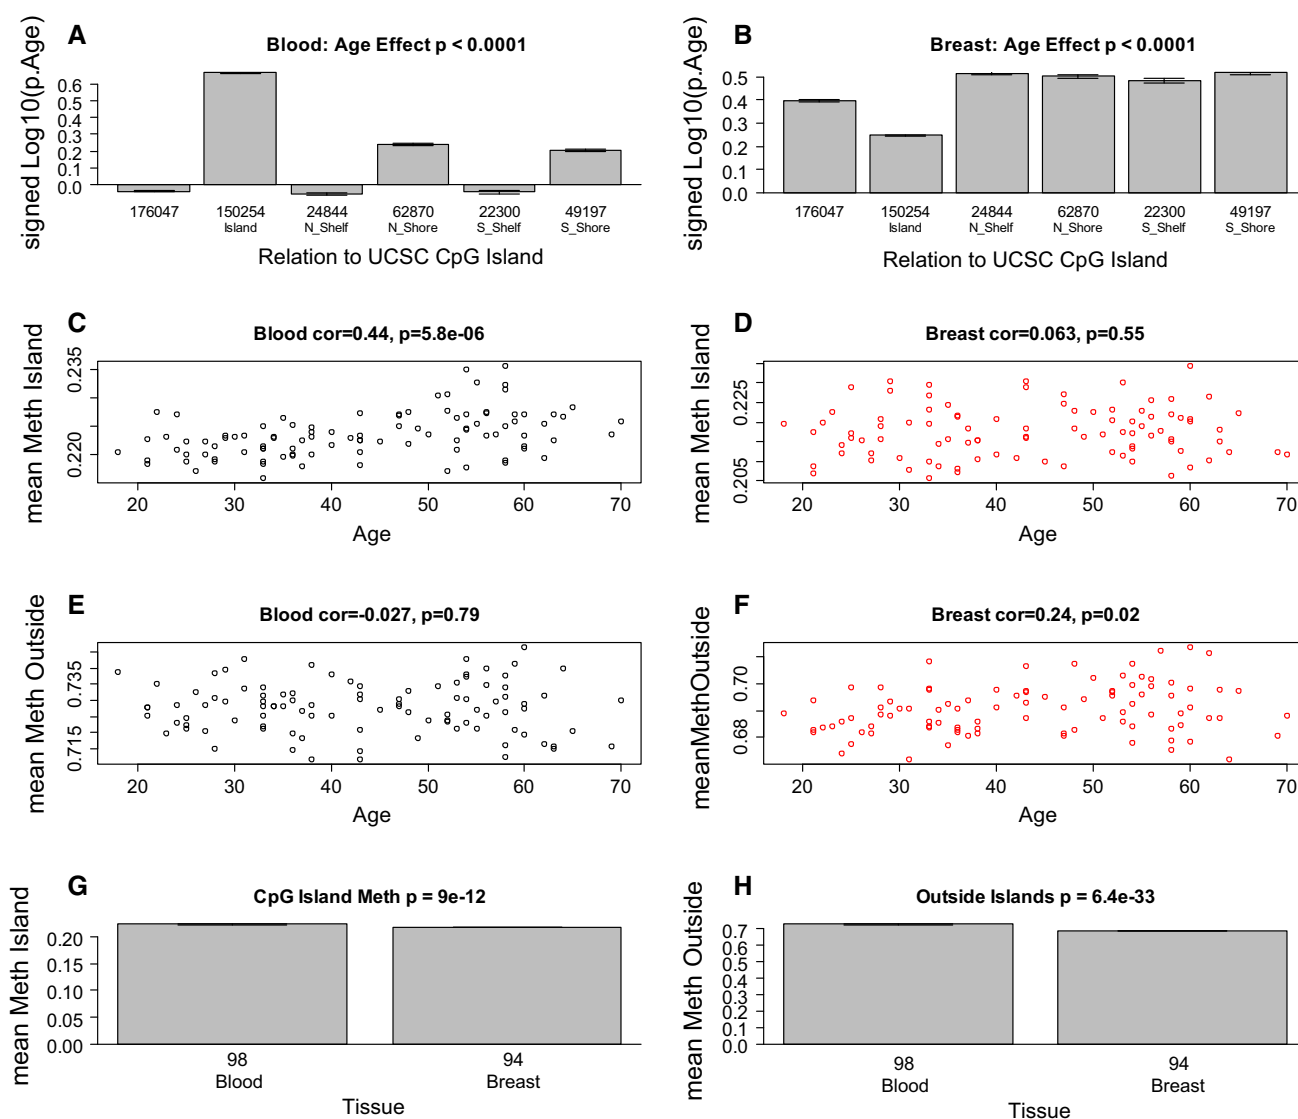 A
Blood: Age Effect p < 0.0001
signed Log10(p.Age)
0.6
0.5
0.4
0.3
0.2
0.1
0.0
176047 150254 24844 62870 22300 49197
Island N_Shelf N_Shore S_Shelf S_Shore
Relation to UCSC CpG Island
B
Breast: Age Effect p < 0.0001
signed Log10(p.Age)
0.5
0.4
0.3
0.2
0.1
0.0
176047 150254 24844 62870 22300 49197
Island N_Shelf N_Shore S_Shelf S_Shore
Relation to UCSC CpG Island
C
Blood cor=0.44, p=5.8e-06
mean Meth Island
0.235
0.220
20 30 40 50 60 70
Age
D
Breast cor=0.063, p=0.55
mean Meth Island
0.225
0.205
20 30 40 50 60 70
Age
E
Blood cor=-0.027, p=0.79
mean Meth Outside
0.735
0.715
20 30 40 50 60 70
Age
F
Breast cor=0.24, p=0.02
meanMethOutside
0.70
0.68
20 30 40 50 60 70
Age
G
CpG Island Meth p = 9e-12
mean Meth Island
0.20
0.15
0.10
0.05
0.00
98 94
Blood Breast
Tissue
H
Outside Islands p = 6.4e-33
mean Meth Outside
0.7
0.6
0.5
0.4
0.3
0.2
0.1
0.0
98 94
Blood Breast
Tissue